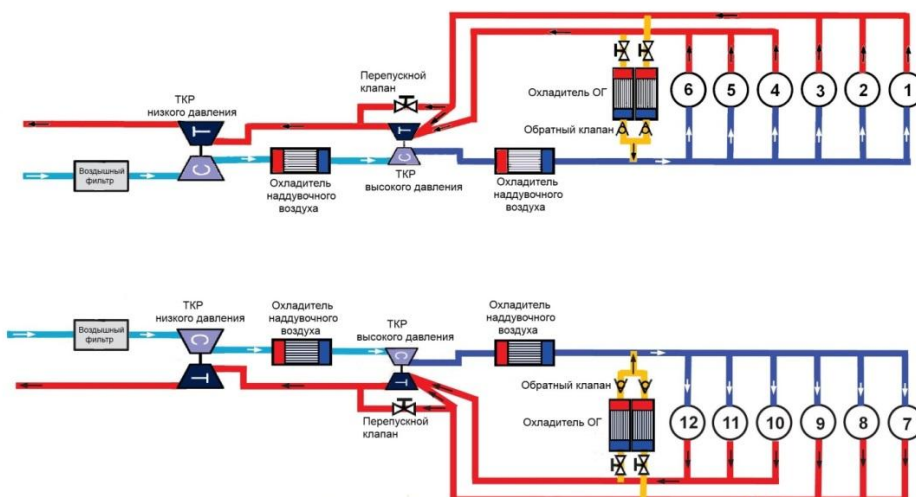 Перепускной
клапан
ТКР
низкого давления
Охладитель ОГ
6 5 4 3 2 1
Т
Т
Обратный клапан
Воздушный
фильтр
С
С
Охладитель
наддувочного
воздуха
ТКР
высокого давления
Охладитель
наддувочного
воздуха
ТКР
низкого давления
Охладитель
наддувочного
воздуха
ТКР
высокого давления
Охладитель
наддувочного
воздуха
Воздушный
фильтр
С
С
Т
Т
Обратный клапан
Перепускной
клапан
Охладитель ОГ
12 11 10 9 8 7